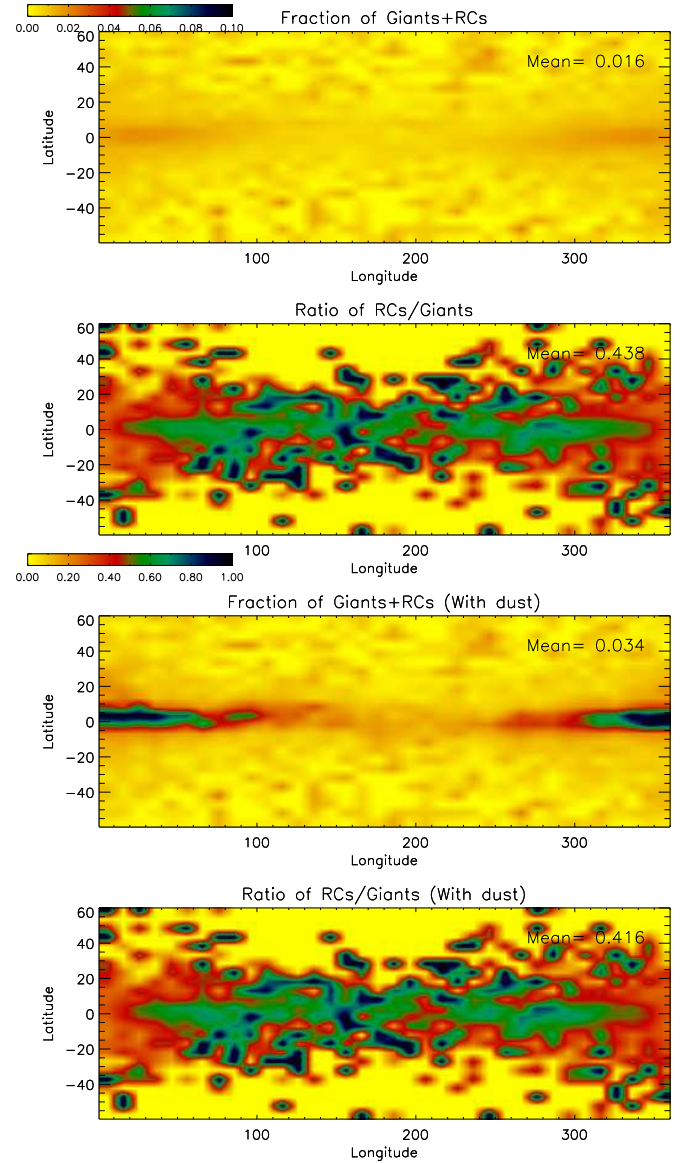 Fraction of Giants+RCs
0.00 0.02 0.04 0.06 0.08 0.10
Mean= 0.016
60
40
20
0
-20
-40
Latitude
100 200 300
Longitude
Ratio of RCs/Giants
Mean= 0.438
60
40
20
0
-20
-40
Latitude
100 200 300
Longitude
0.00 0.20 0.40 0.60 0.80 1.00
Fraction of Giants+RCs (With dust)
Mean= 0.034
60
40
20
0
-20
-40
Latitude
100 200 300
Longitude
Ratio of RCs/Giants (With dust)
Mean= 0.416
60
40
20
0
-20
-40
Latitude
100 200 300
Longitude